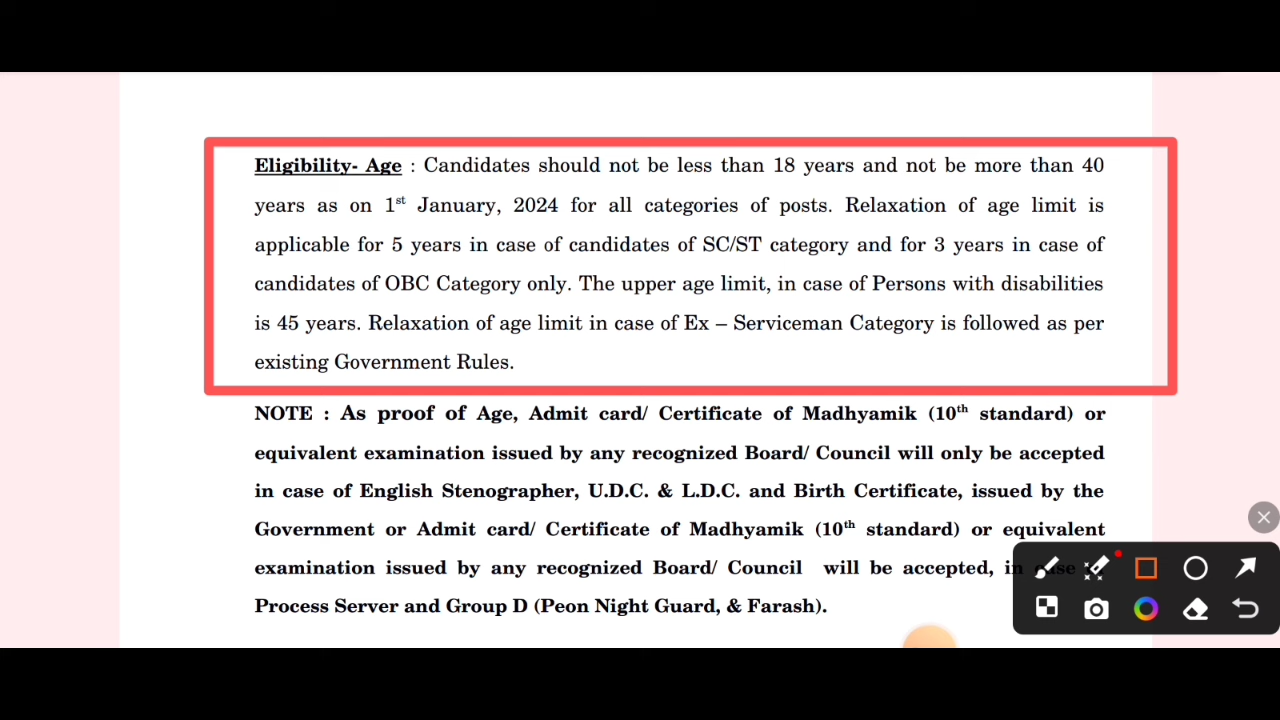 Eligibility- Age : Candidates should not be less than 18 years and not be more than 40
years as on 1st January, 2024 for all categories of posts. Relaxation of age limit is
applicable for 5 years in case of candidates of SC/ST category and for 3 years in case of
candidates of OBC Category only. The upper age limit, in case of Persons with disabilities
is 45 years. Relaxation of age limit in case of Ex – Serviceman Category is followed as per
existing Government Rules.
NOTE : As proof of Age, Admit card/ Certificate of Madhyamik (10th standard) or
equivalent examination issued by any recognized Board/ Council will only be accepted
in case of English Stenographer, U.D.C. & L.D.C. and Birth Certificate, issued by the
Government or Admit card/ Certificate of Madhyamik (10th standard) or equivalent
examination issued by any recognized Board/ Council will be accepted, in
Process Server and Group D (Peon Night Guard, & Farash).